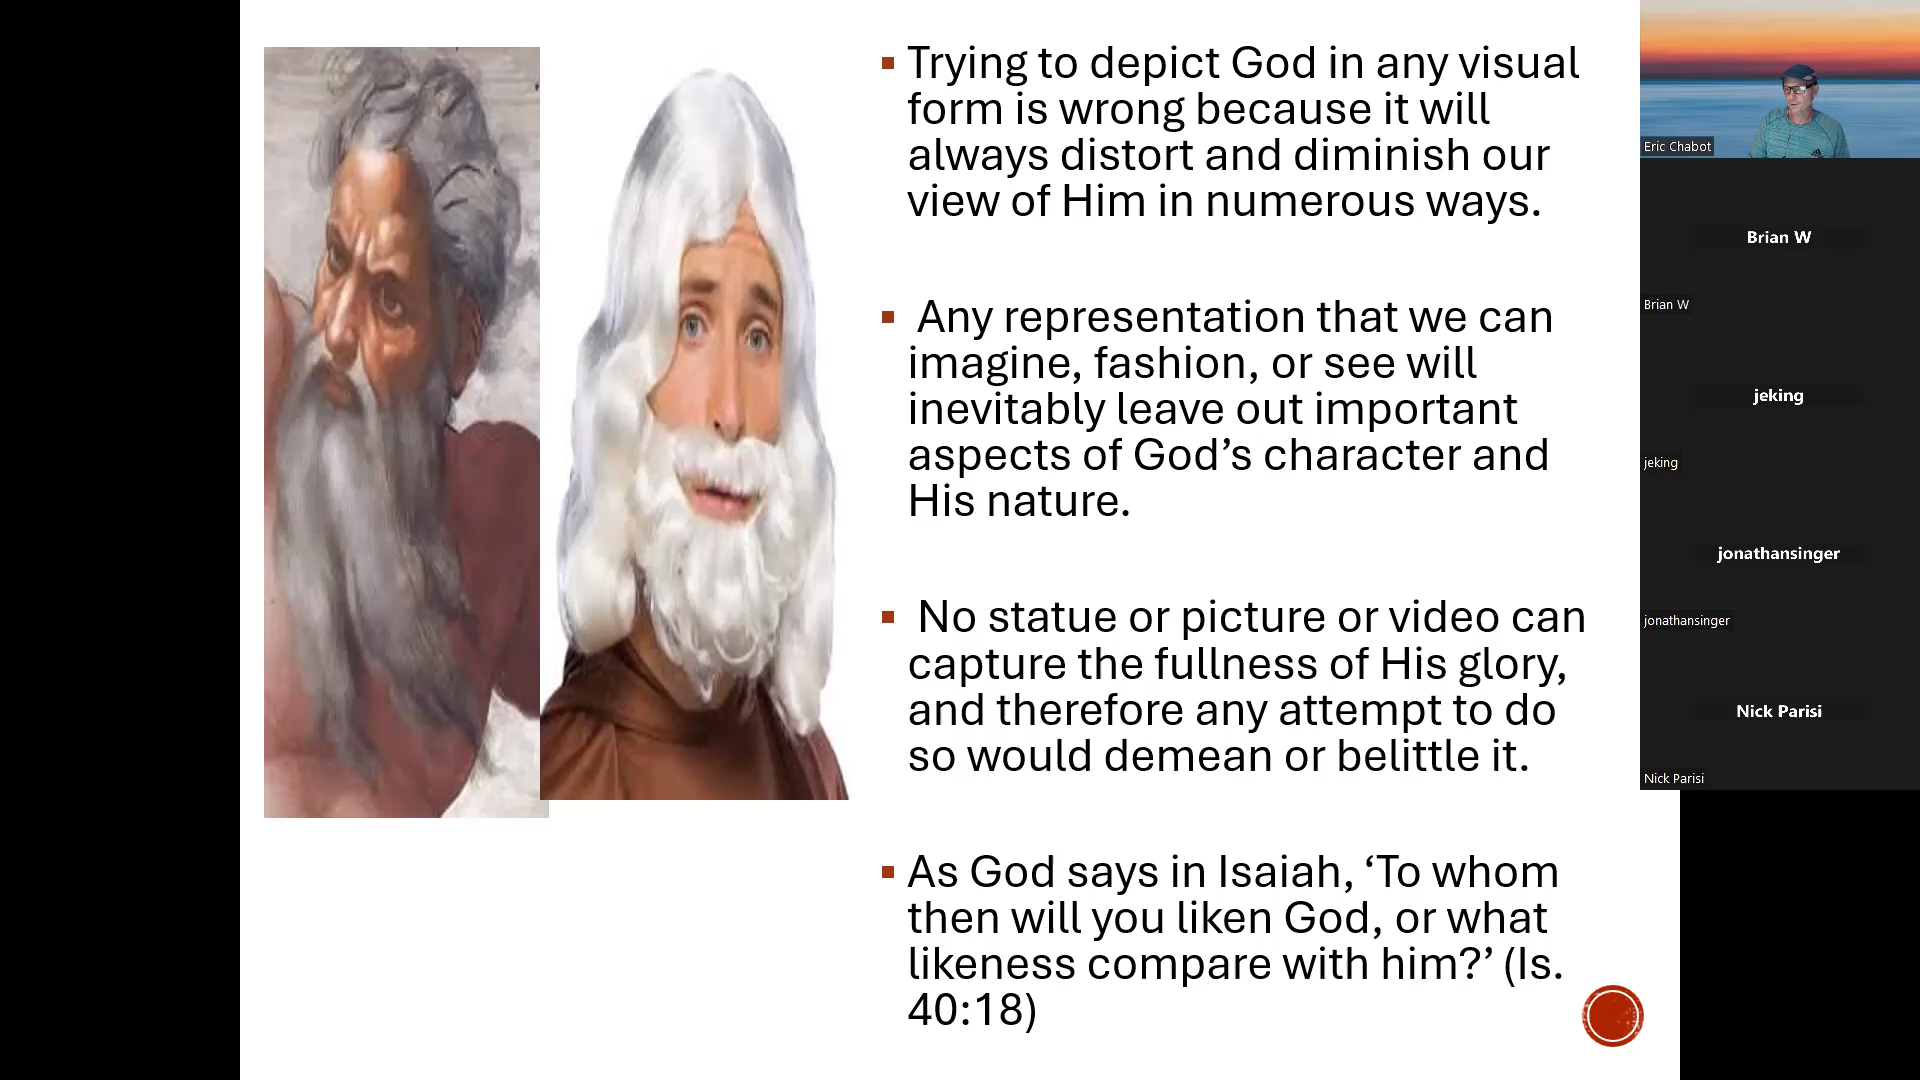 Trying to depict God in any visual
form is wrong because it will
always distort and diminish our
view of Him in numerous ways.
Any representation that we can
imagine, fashion, or see will
inevitably leave out important
aspects of God’s character and
His nature.
No statue or picture or video can
capture the fullness of His glory,
and therefore any attempt to do
so would demean or belittle it.
As God says in Isaiah, ‘To whom
then will you liken God, or what
likeness compare with him?’ (Is.
40:18)
Eric Chabot
Brian W
Brian W
jeking
jeking
jonathansinger
jonathansinger
Nick Parisi
Nick Parisi